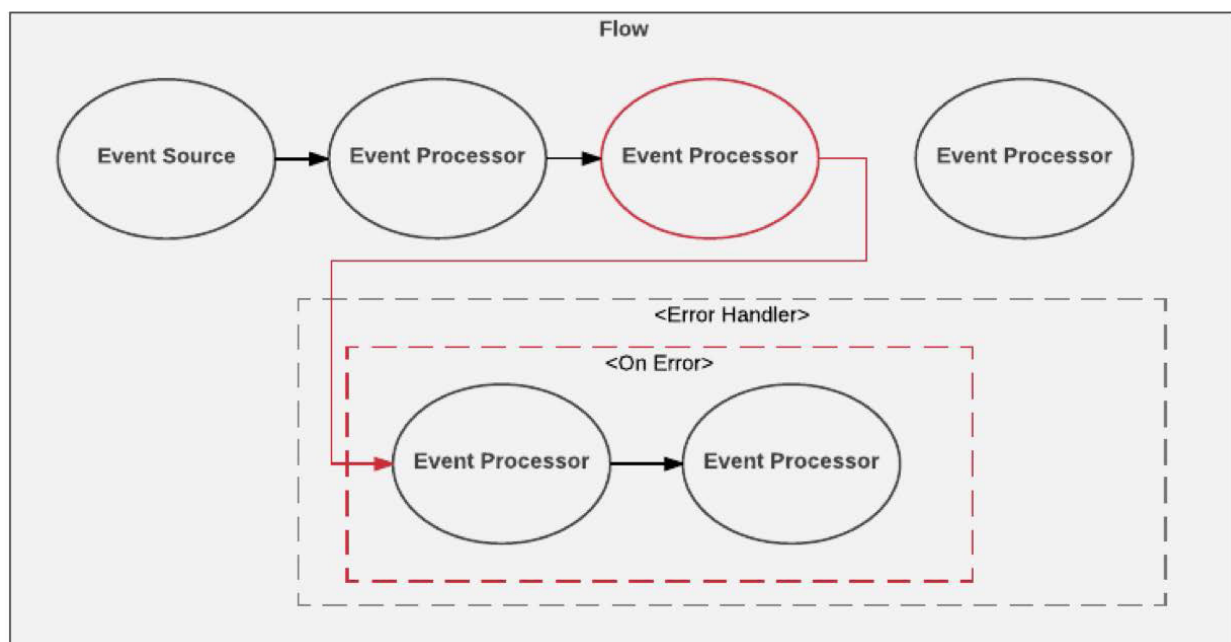 Flow
Event Source
Event Processor
Event Processor
Event Processor
<Error Handler>
<On Error>
Event Processor
Event Processor